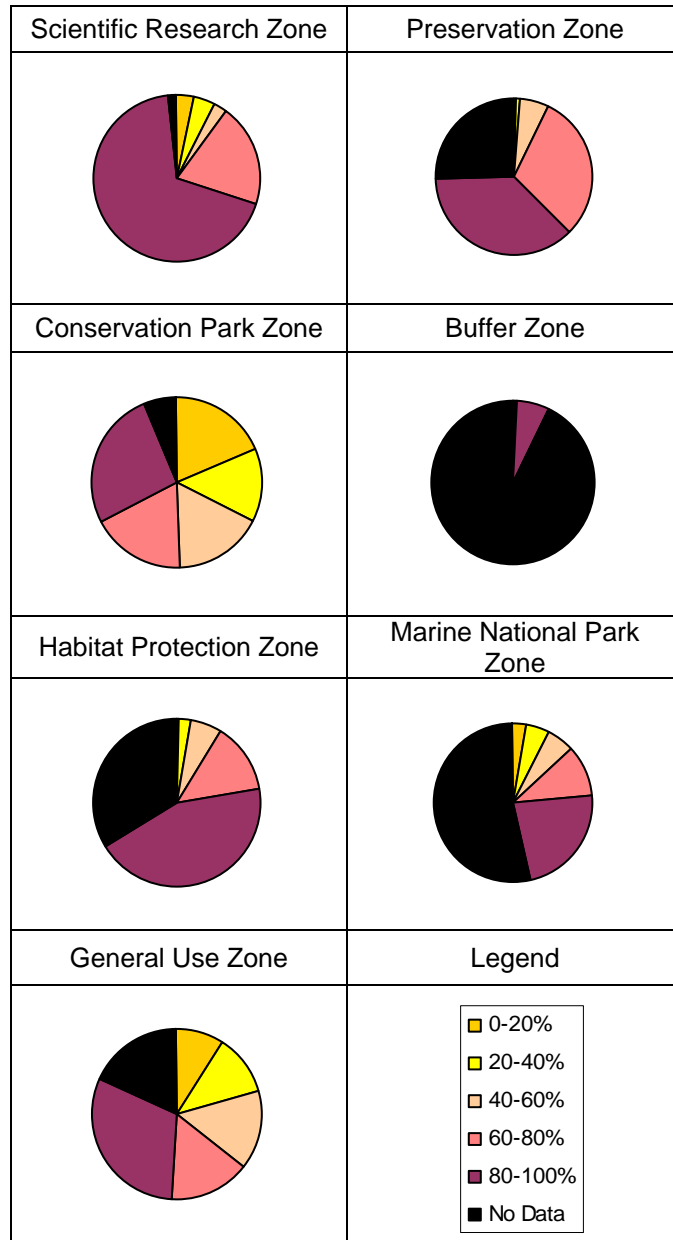 Scientific Research Zone
Preservation Zone
Conservation Park Zone
Buffer Zone
Habitat Protection Zone
Marine National Park
Zone
General Use Zone
Legend
0-20%
20-40%
40-60%
60-80%
80-100%
No Data